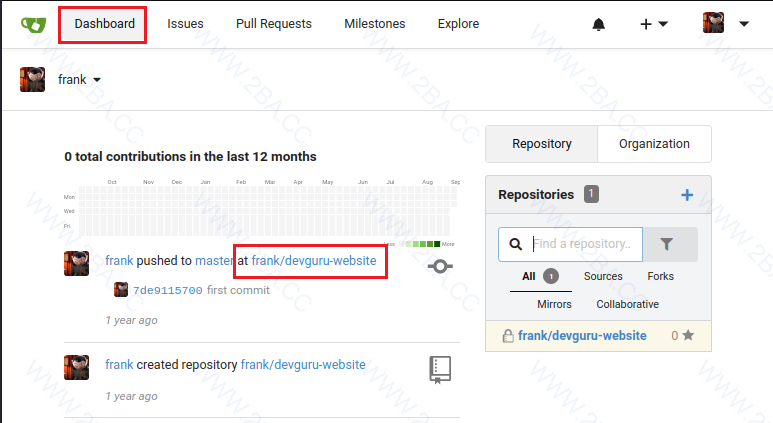 Dashboard Issues Pull Requests Milestones Explore
frank
0 total contributions in the last 12 months
Oct Nov Dec Jan Feb Mar Apr May Jun Jul Aug Sep
Mon
Wed
Fri
Less More
frank pushed to master at frank/devguru-website
7de9115700 first commit
1 year ago
frank created repository frank/devguru-website
1 year ago
Repository Organization
Repositories 1
Find a repository..
All 1 Sources Forks
Mirrors Collaborative
frank/devguru-website 0
WWW.2BA.CC